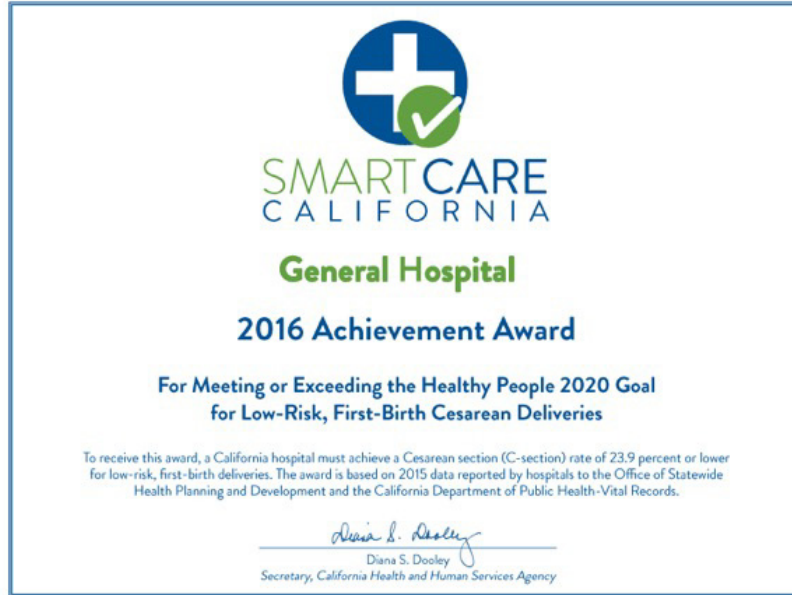 SMARTCARE
CALIFORNIA
General Hospital
2016 Achievement Award
For Meeting or Exceeding the Healthy People 2020 Goal
for Low-Risk, First-Birth Cesarean Deliveries
To receive this award, a California hospital must achieve a Cesarean section (C-section) rate of 23.9 percent or lower
for low-risk, first-birth deliveries. The award is based on 2015 data reported by hospitals to the Office of Statewide
Health Planning and Development and the California Department of Public Health-Vital Records.
Diana S. Dooley
Diana S. Dooley
Secretary, California Health and Human Services Agency